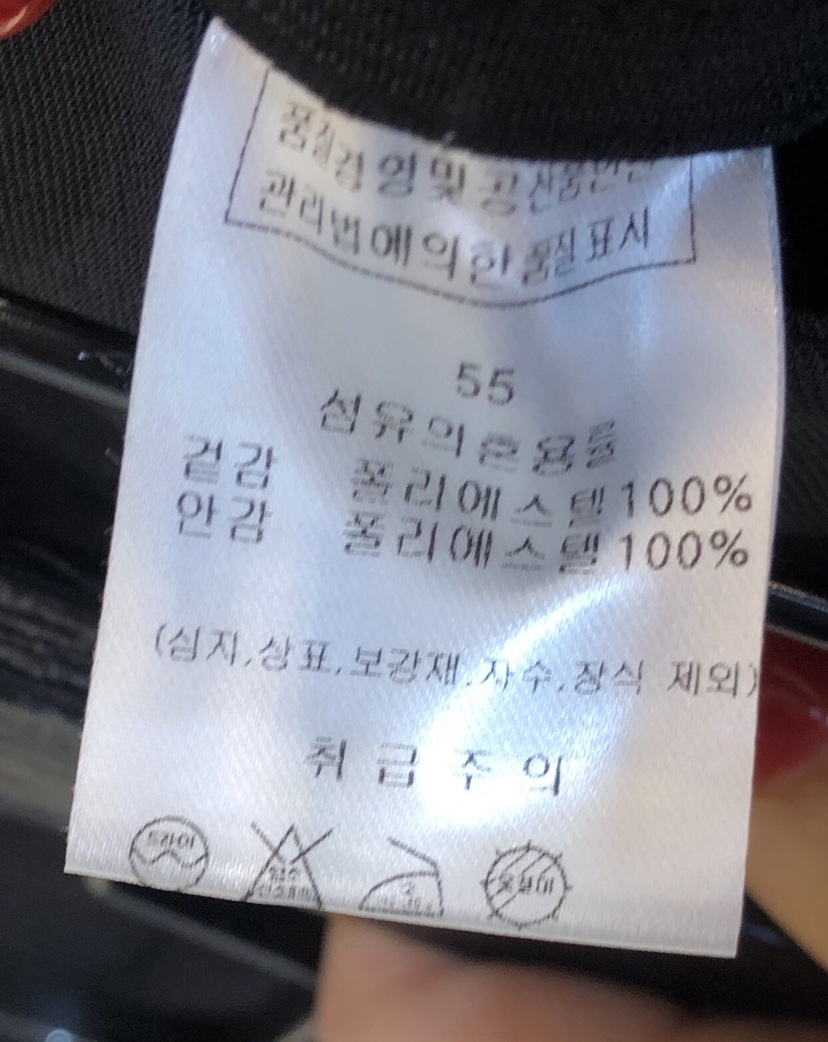 품질경영및공산품안전
관리법에의한품질표시
55
섬유의혼용률
겉감 폴리에스텔100%
안감 폴리에스텔100%
(심지,상표,보강재,자수,장식 제외)
취급주의
드라이
옷걸이